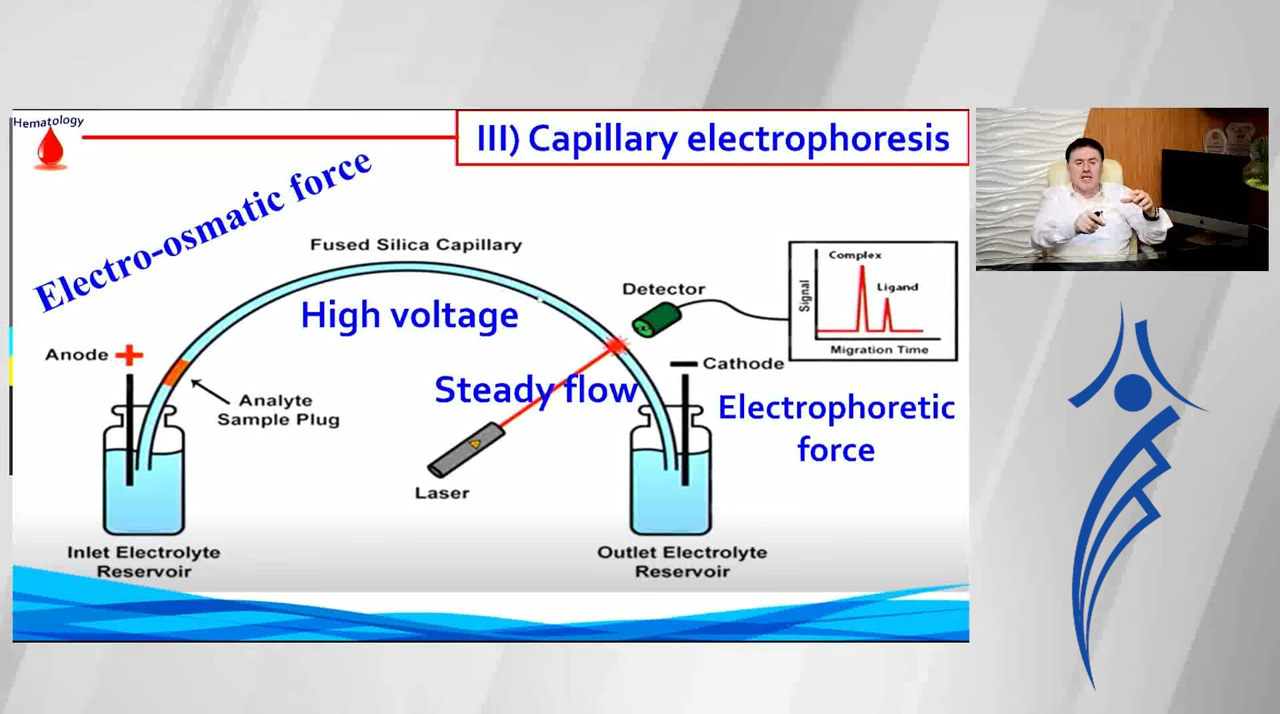 Hematology
III) Capillary electrophoresis
Electro-osmatic force
Fused Silica Capillary
High voltage
Detector
Complex
Ligand
Signal
Migration Time
Anode +
Cathode
Steady flow
Analyte
Sample Plug
Electrophoretic
force
Laser
Inlet Electrolyte
Reservoir
Outlet Electrolyte
Reservoir